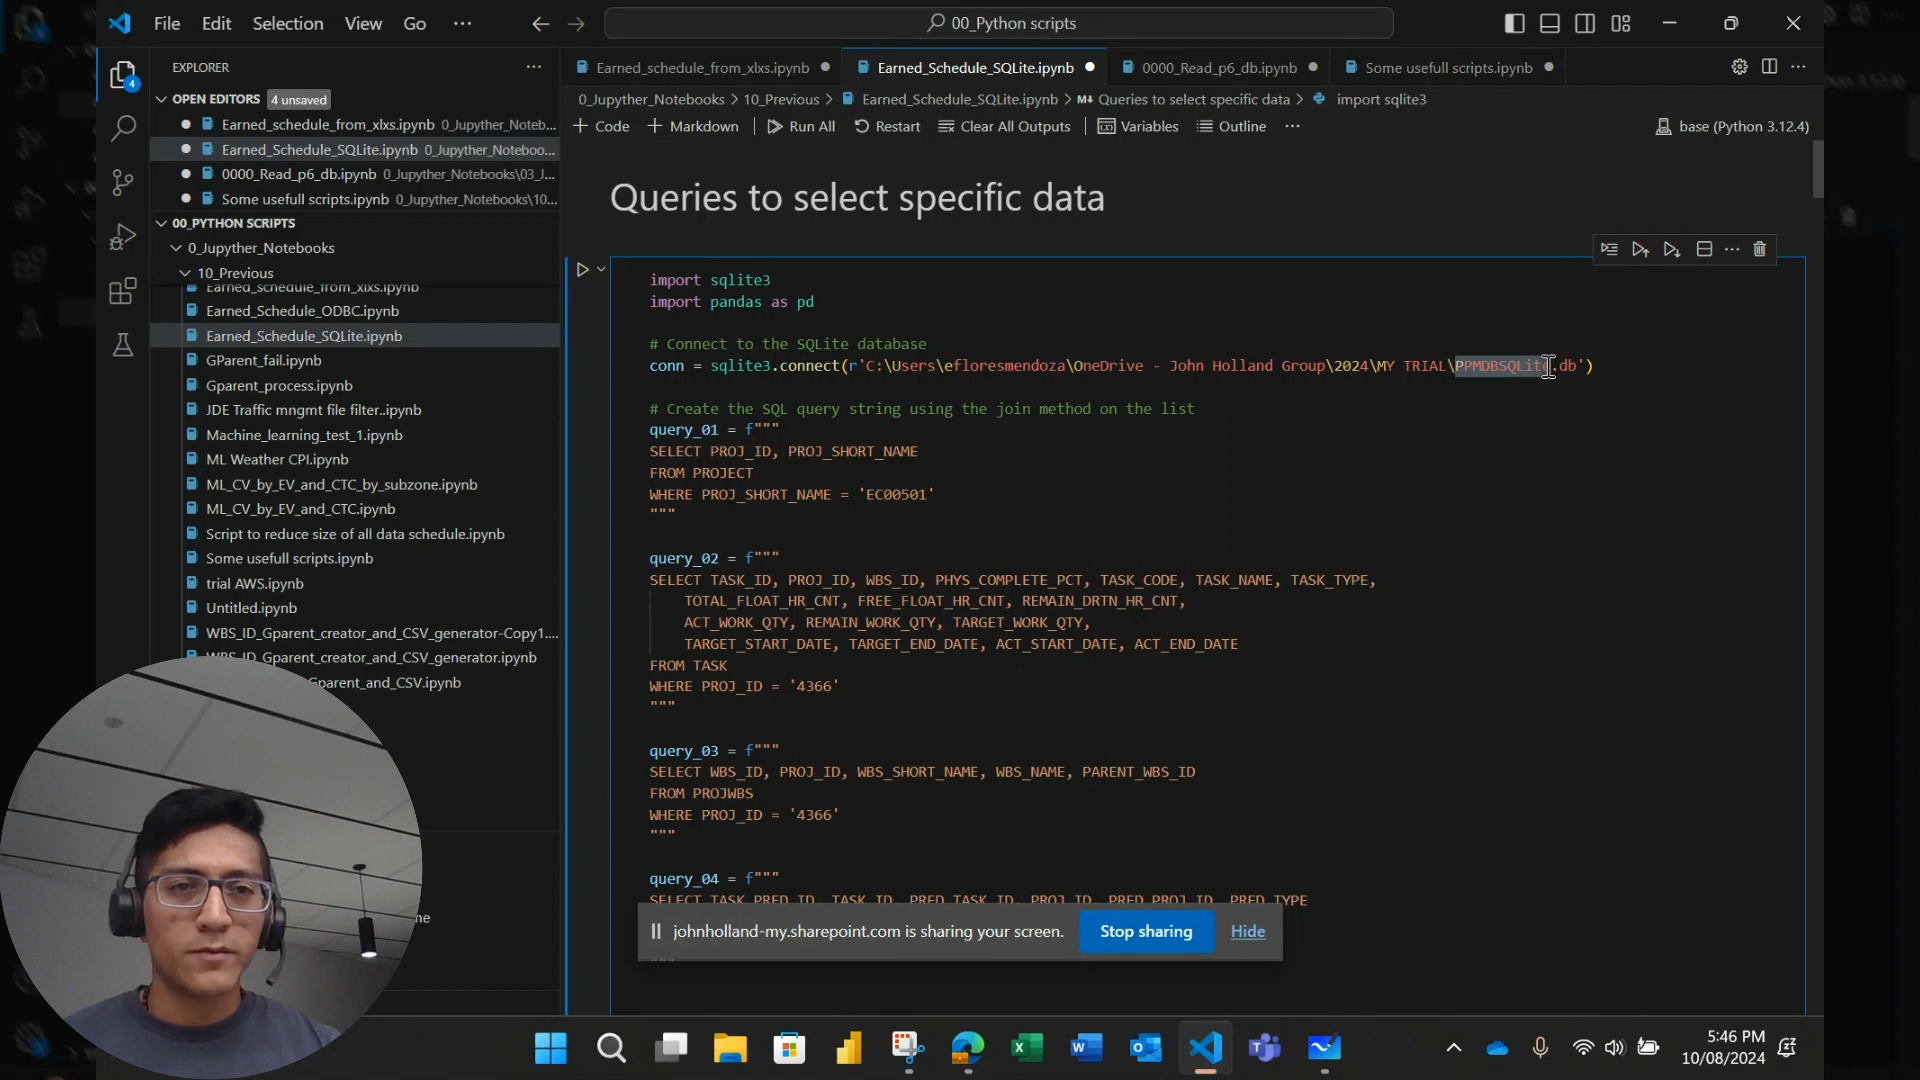 File Edit Selection View Go ...
00_Python scripts
EXPLORER
OPEN EDITORS 4 unsaved
Earned_schedule_from_xlxs.ipynb 0_Jupyther_Noteb...
Earned_Schedule_SQLite.ipynb 0_Jupyther_Noteboo...
0000_Read_p6_db.ipynb 0_Jupyther_Notebooks\03_J...
Some usefull scripts.ipynb 0_Jupyther_Notebooks\10...
00_PYTHON SCRIPTS
0_Jupyther_Notebooks
10_Previous
Earned_schedule_from_xlxs.ipynb
Earned_Schedule_ODBC.ipynb
Earned_Schedule_SQLite.ipynb
GParent_fail.ipynb
Gparent_process.ipynb
JDE Traffic mngmt file filter..ipynb
Machine_learning_test_1.ipynb
ML Weather CPI.ipynb
ML_CV_by_EV_and_CTC_by_subzone.ipynb
ML_CV_by_EV_and_CTC.ipynb
Script to reduce size of all data schedule.ipynb
Some usefull scripts.ipynb
trial AWS.ipynb
Untitled.ipynb
WBS_ID_Gparent_creator_and_CSV_generator-Copy1....
WBS_ID_Gparent_creator_and_CSV_generator.ipynb
Gparent_and_CSV.ipynb
Earned_schedule_from_xlxs.ipynb Earned_Schedule_SQLite.ipynb 0000_Read_p6_db.ipynb Some usefull scripts.ipynb
0_Jupyther_Notebooks > 10_Previous > Earned_Schedule_SQLite.ipynb > M Queries to select specific data > import sqlite3
+ Code + Markdown Run All Restart Clear All Outputs Variables Outline ... base (Python 3.12.4)
Queries to select specific data
import sqlite3
import pandas as pd
# Connect to the SQLite database
conn = sqlite3.connect(r'C:\Users\efloresmendoza\OneDrive - John Holland Group\2024\MY TRIAL\PPMDBSQLite.db')
# Create the SQL query string using the join method on the list
query_01 = f"""
SELECT PROJ_ID, PROJ_SHORT_NAME
FROM PROJECT
WHERE PROJ_SHORT_NAME = 'EC00501'
"""
query_02 = f"""
SELECT TASK_ID, PROJ_ID, WBS_ID, PHYS_COMPLETE_PCT, TASK_CODE, TASK_NAME, TASK_TYPE,
TOTAL_FLOAT_HR_CNT, FREE_FLOAT_HR_CNT, REMAIN_DRTN_HR_CNT,
ACT_WORK_QTY, REMAIN_WORK_QTY, TARGET_WORK_QTY,
TARGET_START_DATE, TARGET_END_DATE, ACT_START_DATE, ACT_END_DATE
FROM TASK
WHERE PROJ_ID = '4366'
"""
query_03 = f"""
SELECT WBS_ID, PROJ_ID, WBS_SHORT_NAME, WBS_NAME, PARENT_WBS_ID
FROM PROJWBS
WHERE PROJ_ID = '4366'
"""
query_04 = f"""
SELECT TASK_PRED_ID, TASK_ID, PRED_TASK_ID, PROJ_ID, PRED_PROJ_ID, PRED_TYPE
johnholland-my.sharepoint.com is sharing your screen. Stop sharing Hide
"""
5:46 PM
10/08/2024